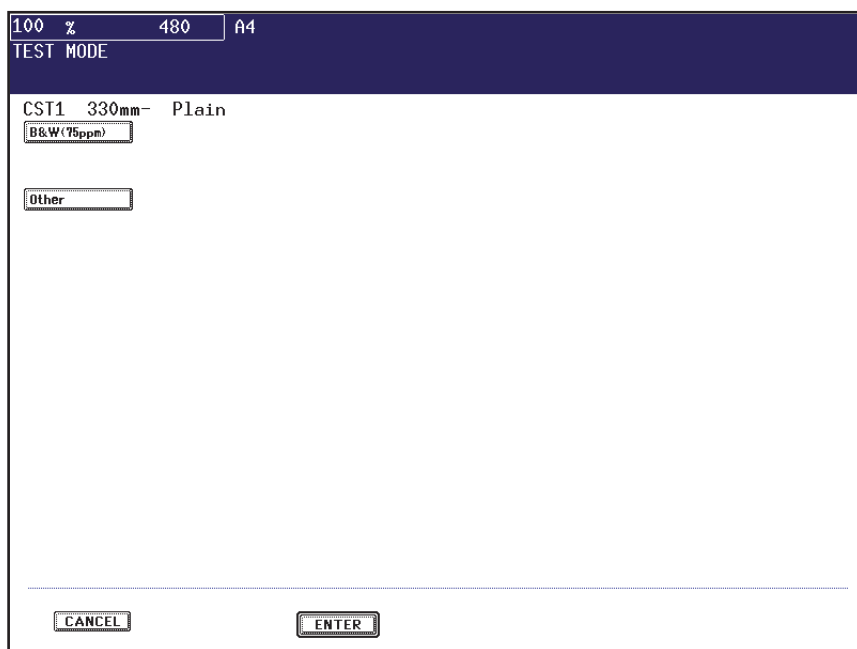 100 % 480 A4
TEST MODE
CST1 330mm- Plain
B&W(75ppm)
Other
CANCEL ENTER